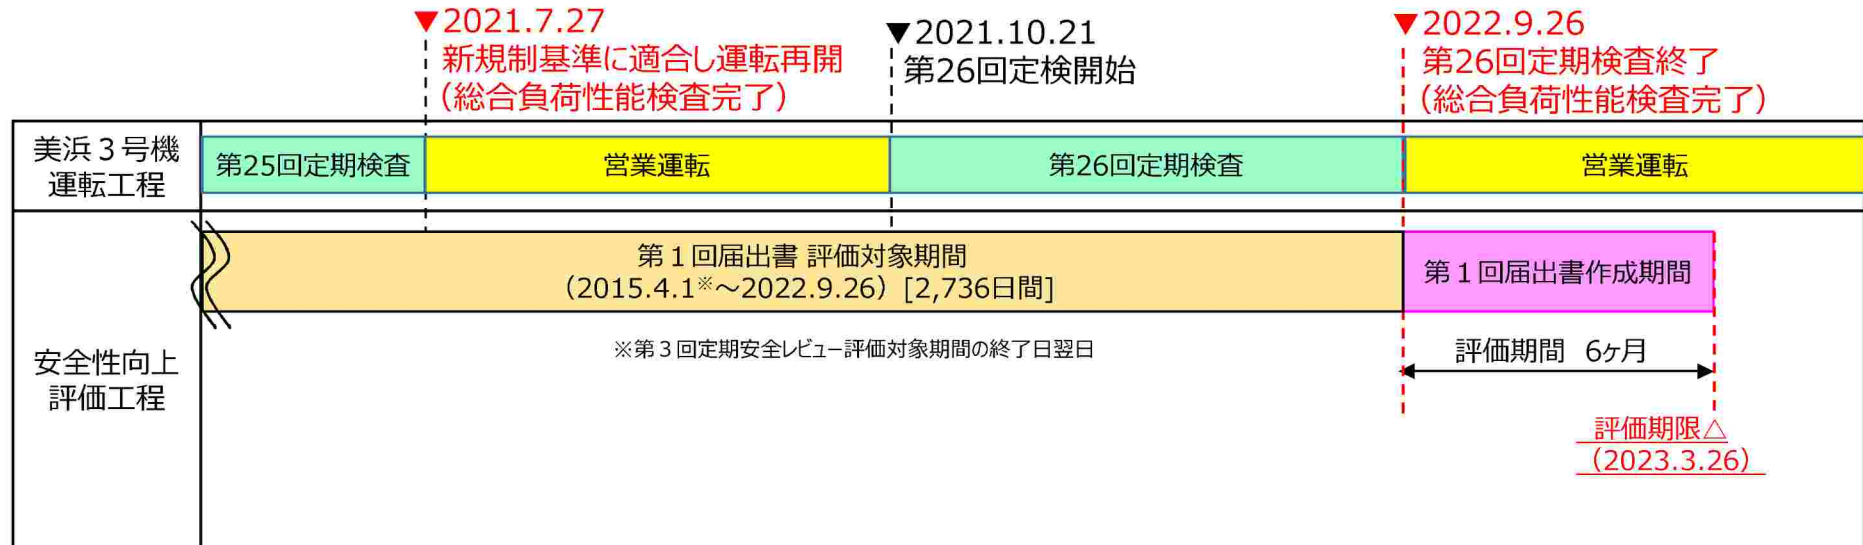 ▼2021.7.27
新規制基準に適合し運転再開
（総合負荷性能検査完了）
▼2021.10.21
第26回定検開始
▼2022.9.26
第26回定期検査終了
（総合負荷性能検査完了）
美浜３号機
運転工程
第25回定期検査
営業運転
第26回定期検査
営業運転
安全性向上
評価工程
第１回届出書 評価対象期間
（2015.4.1※～2022.9.26）[2,736日間]
第１回届出書作成期間
※第３回定期安全レビュー評価対象期間の終了日翌日
評価期間　6ヶ月
評価期限△
（2023.3.26）